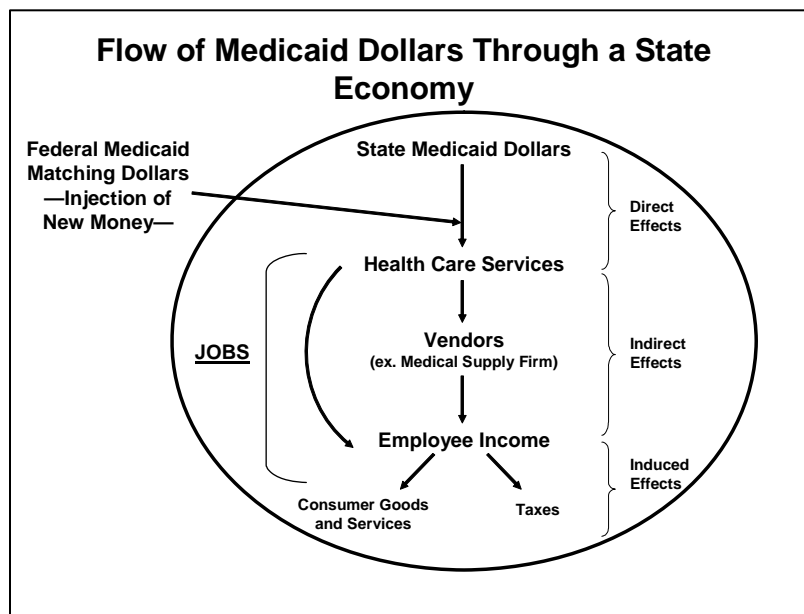 Flow of Medicaid Dollars Through a State
Economy
Federal Medicaid
Matching Dollars
—Injection of
New Money—
State Medicaid Dollars
Direct
Effects
Health Care Services
JOBS
Vendors
(ex. Medical Supply Firm)
Indirect
Effects
Employee Income
Induced
Effects
Consumer Goods
and Services
Taxes